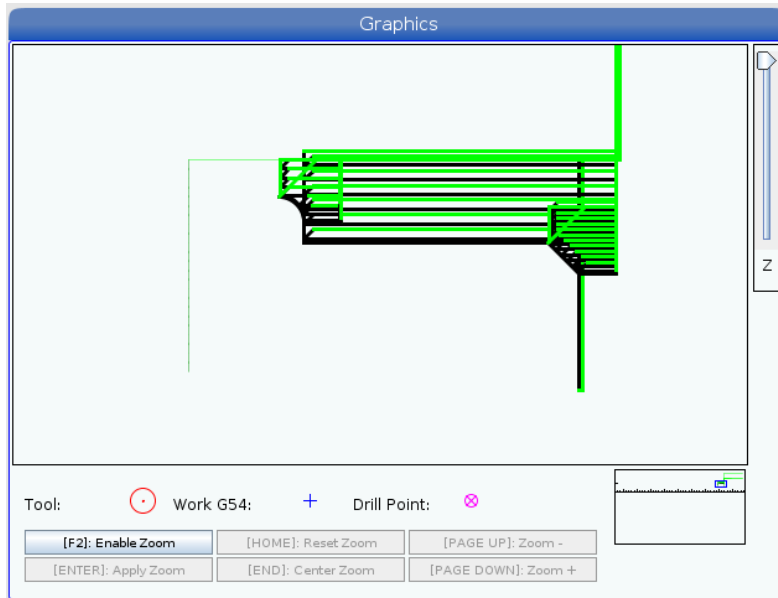 Graphics
Z
Tool: Work G54: Drill Point:
[F2]: Enable Zoom [HOME]: Reset Zoom [PAGE UP]: Zoom -
[ENTER]: Apply Zoom [END]: Center Zoom [PAGE DOWN]: Zoom +